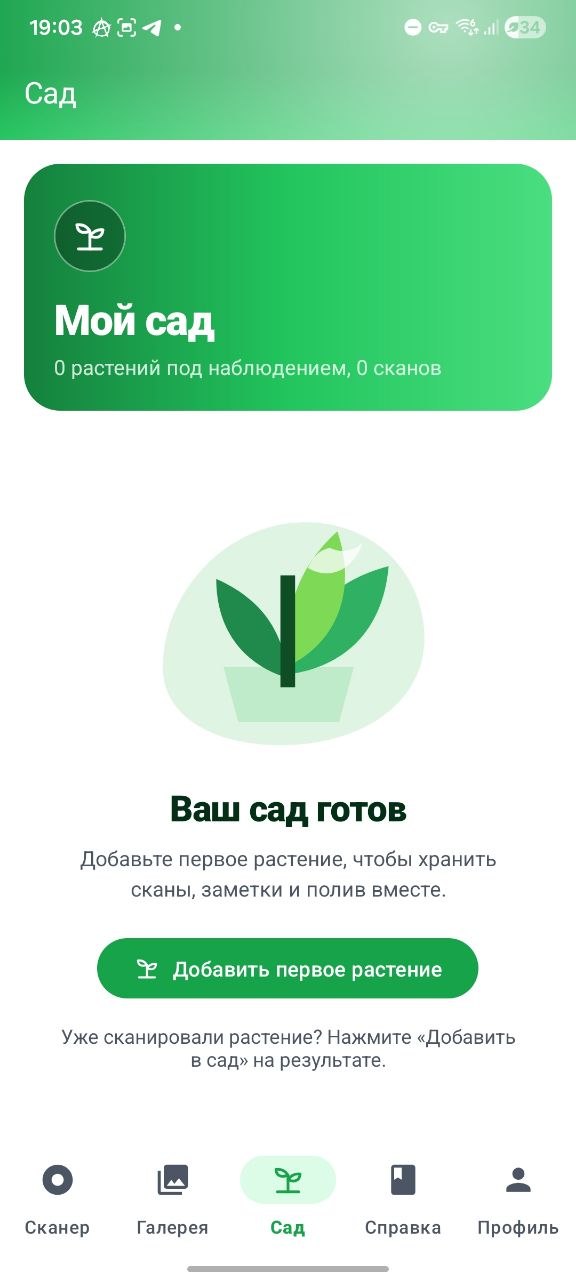 19:03
34
Сад
Мой сад
0 растений под наблюдением, 0 сканов
Ваш сад готов
Добавьте первое растение, чтобы хранить
сканы, заметки и полив вместе.
Добавить первое растение
Уже сканировали растение? Нажмите «Добавить
в сад» на результате.
Сканер Галерея Сад Справка Профиль